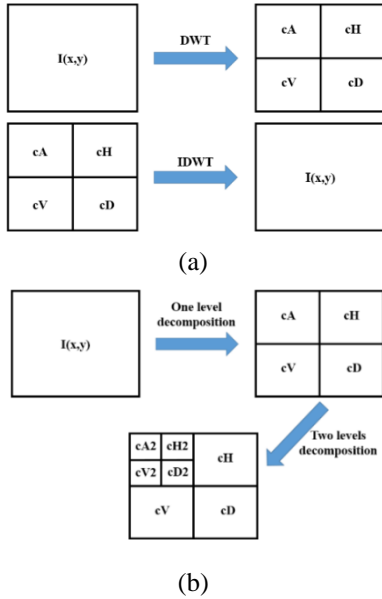 I(x,y)
DWT
cA cH
cV cD
cA cH
cV cD
IDWT
I(x,y)
(a)
I(x,y)
One level
decomposition
cA cH
cV cD
Two levels
decomposition
cA2 cH2
cV2 cD2
cH
cV cD
(b)